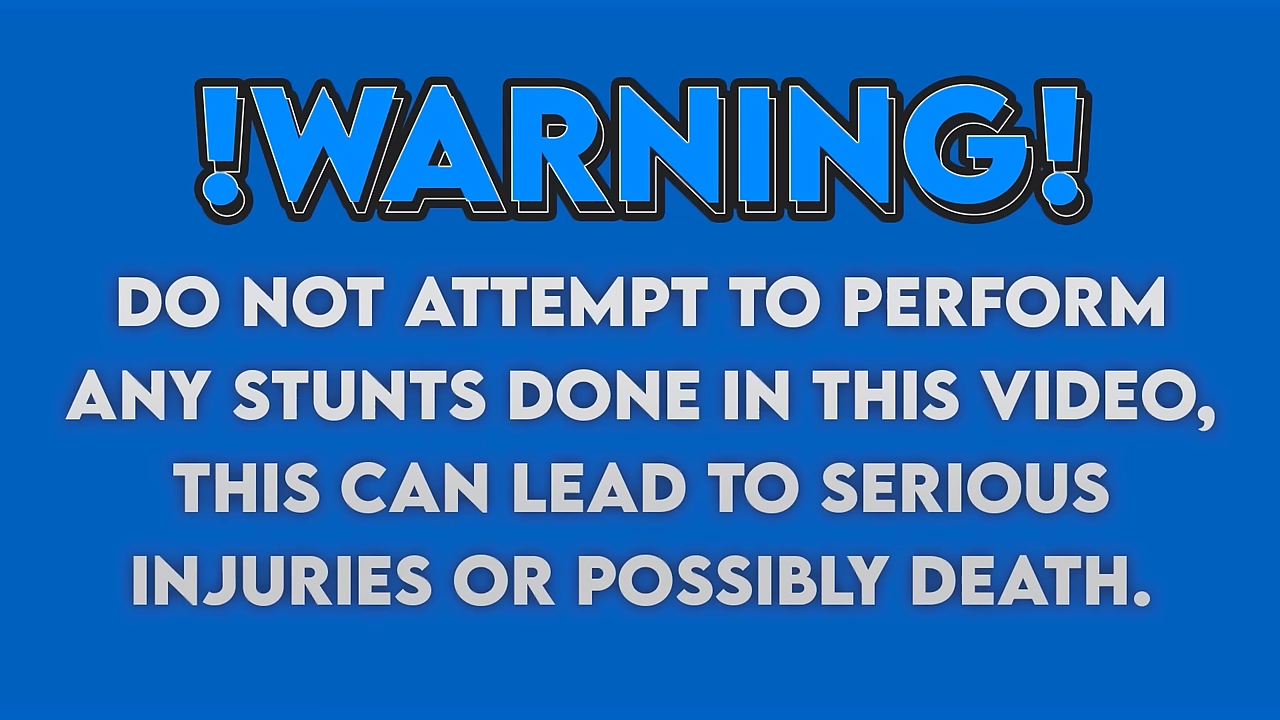 !WARNING!
DO NOT ATTEMPT TO PERFORM
ANY STUNTS DONE IN THIS VIDEO,
THIS CAN LEAD TO SERIOUS
INJURIES OR POSSIBLY DEATH.